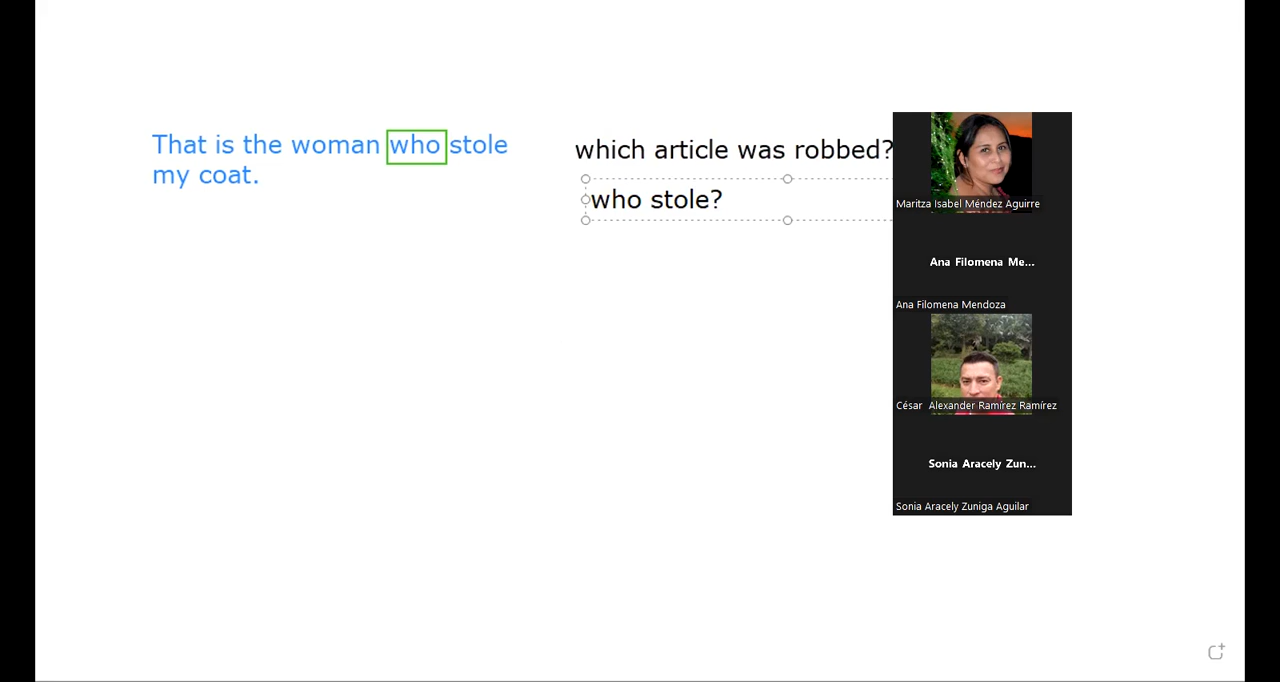 That is the woman who stole
my coat.
which article was robbed?
who stole?
Maritza Isabel Méndez Aguirre
Ana Filomena Me...
Ana Filomena Mendoza
César Alexander Ramírez Ramírez
Sonia Aracely Zun...
Sonia Aracely Zuniga Aguilar